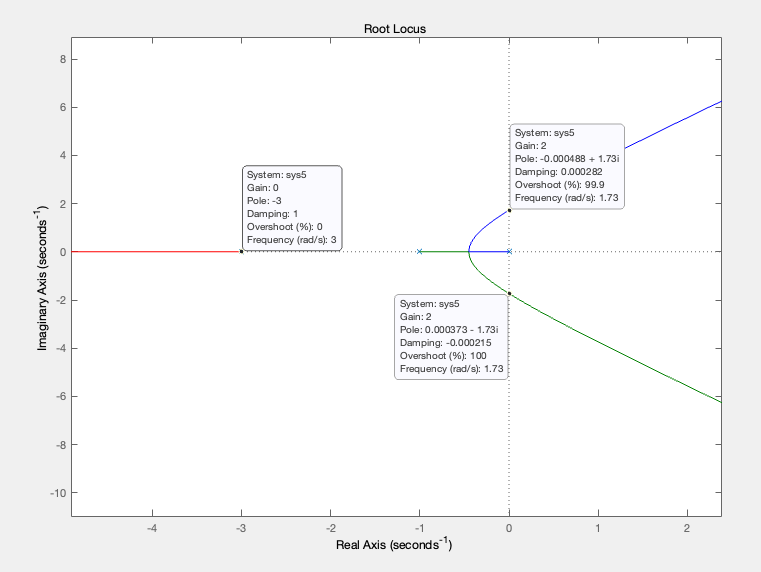 Root Locus
8
6
4
2
0
-2
-4
-6
-8
-10
Imaginary Axis (seconds⁻¹)
System: sys5
Gain: 0
Pole: -3
Damping: 1
Overshoot (%): 0
Frequency (rad/s): 3
System: sys5
Gain: 2
Pole: -0.000488 + 1.73i
Damping: 0.000282
Overshoot (%): 99.9
Frequency (rad/s): 1.73
System: sys5
Gain: 2
Pole: 0.000373 - 1.73i
Damping: -0.000215
Overshoot (%): 100
Frequency (rad/s): 1.73
-4 -3 -2 -1 0 1 2
Real Axis (seconds⁻¹)